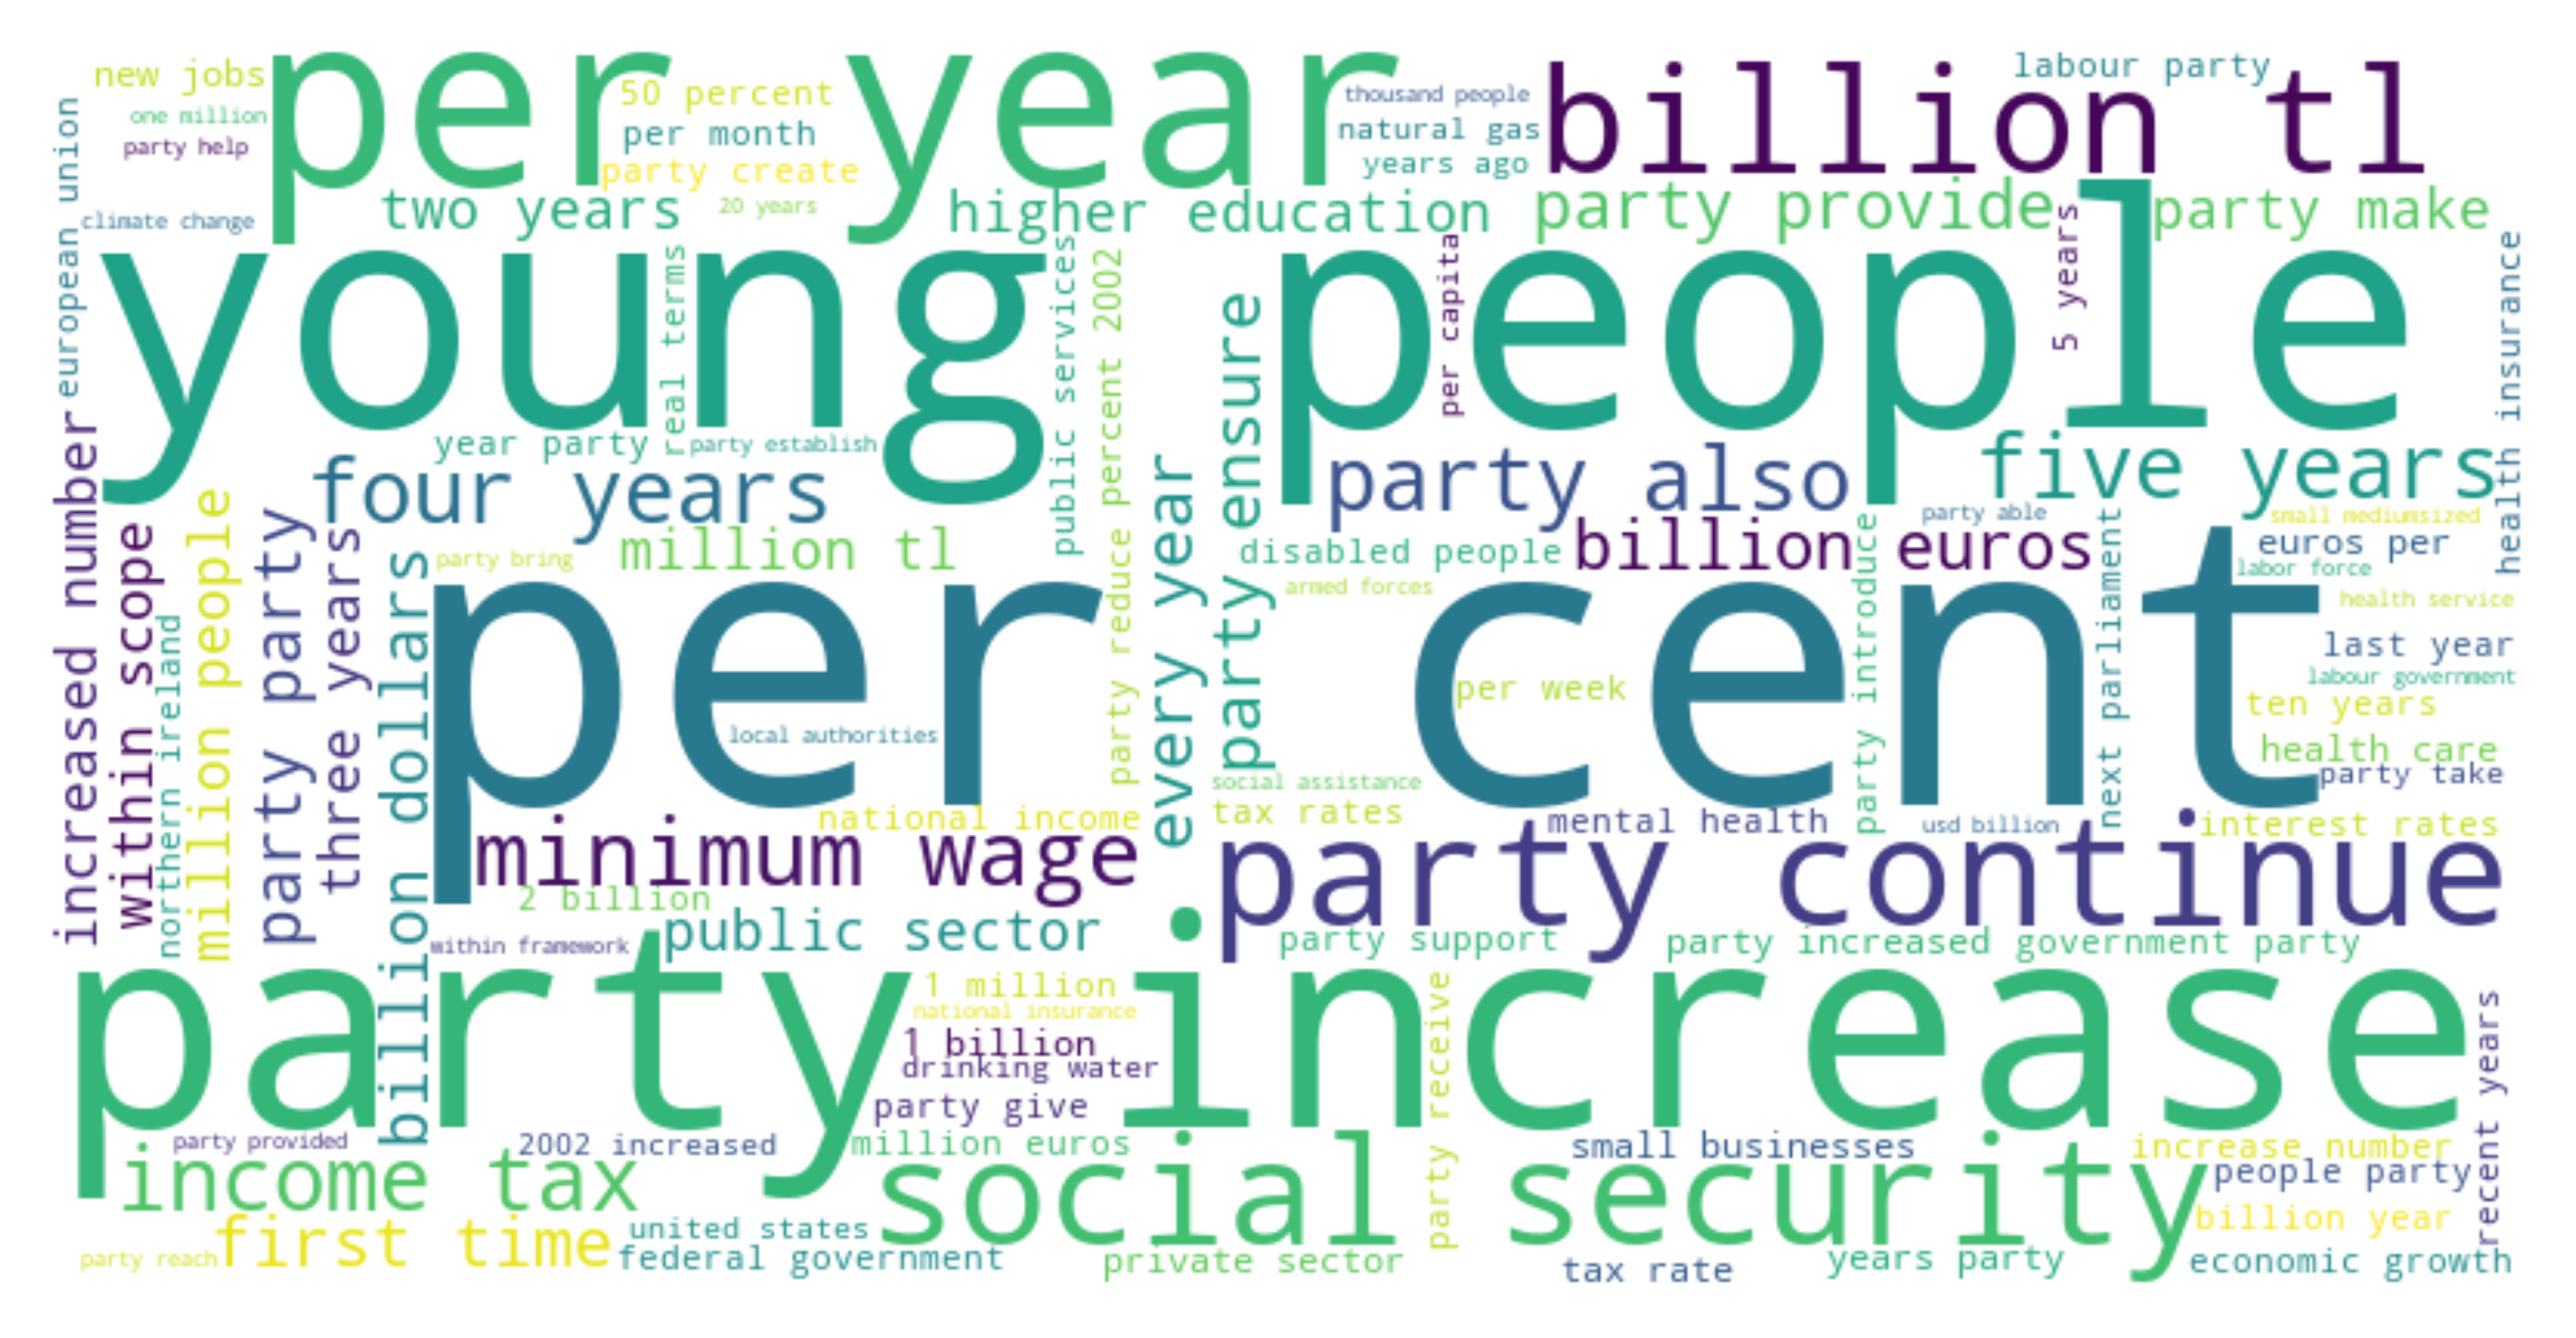 new jobs
per year
50 percent
thousand people
billion tl
labour party
one million
per month
natural gas
party help
party create
years ago
european union
climate change
two years
20 years
higher education
party provide
5 years
party make
young people
real terms
public services
percent 2002
per capita
health insurance
year party
party establish
party ensure
four years
party also
five years
increased number
within scope
northern ireland
million people
party party
three years
billion dollars
party bring
million tl
party reduce
every year
disabled people
billion euros
party able
small mediumsized
euros per
armed forces
labor force
per cent
party introduce
next parliament
health service
last year
per week
labour government
local authorities
ten years
health care
social assistance
party take
national income
tax rates
mental health
usd billion
interest rates
minimum wage
party continue
2 billion
public sector
within framework
party support
party increased
government party
party increase
1 million
national insurance
party receive
recent years
1 billion
drinking water
party give
party provided
2002 increased
million euros
small businesses
increase number
income tax
social security
people party
first time
united states
billion year
party reach
federal government
private sector
tax rate
years party
economic growth